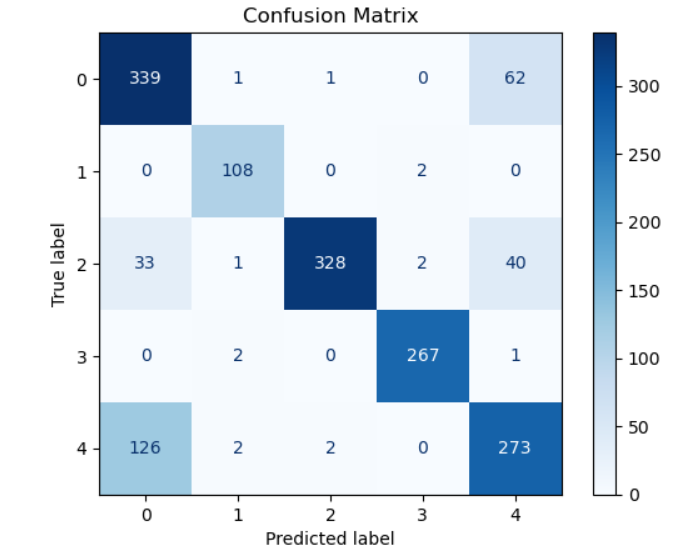 Confusion Matrix
0 339 1 1 0 62
1 0 108 0 2 0
2 33 1 328 2 40
3 0 2 0 267 1
4 126 2 2 0 273
0 1 2 3 4
Predicted label
True label
300
250
200
150
100
50
0